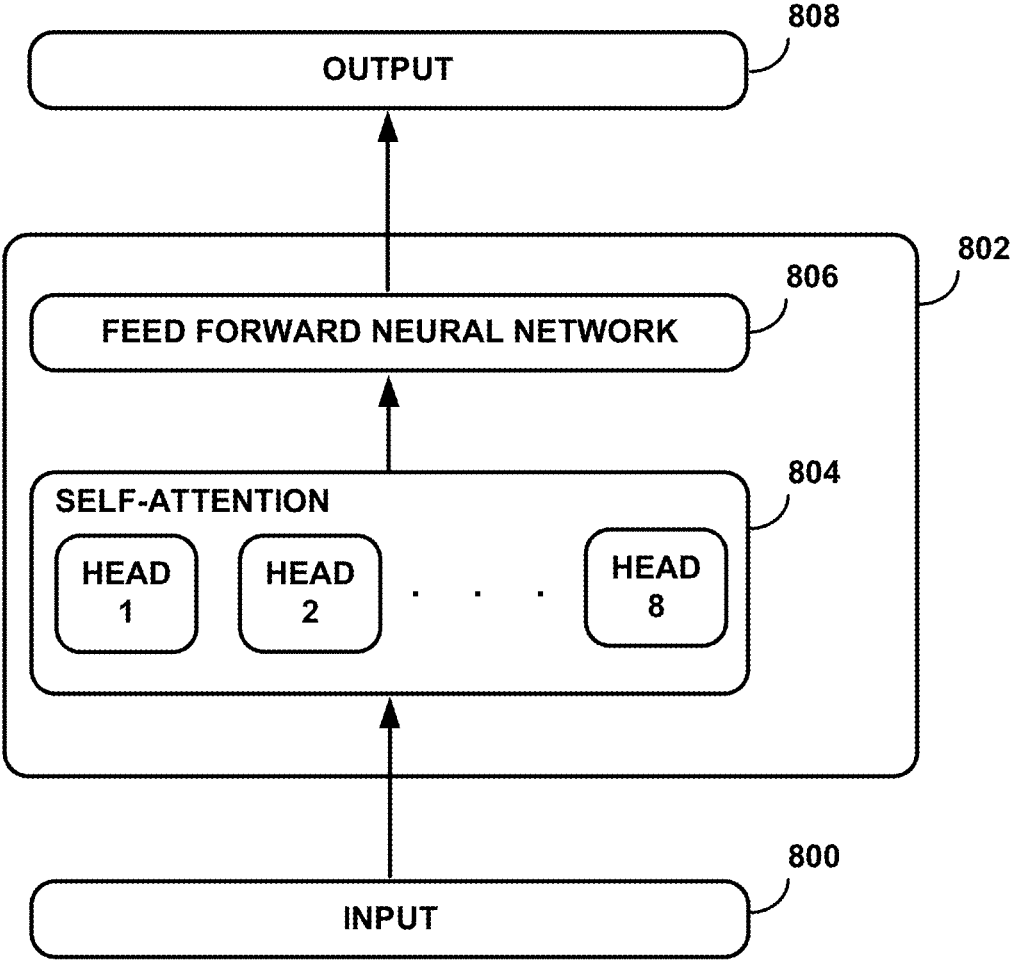 808
OUTPUT
802
806
FEED FORWARD NEURAL NETWORK
804
SELF-ATTENTION
HEAD
1
HEAD
2
. . .
HEAD
8
800
INPUT